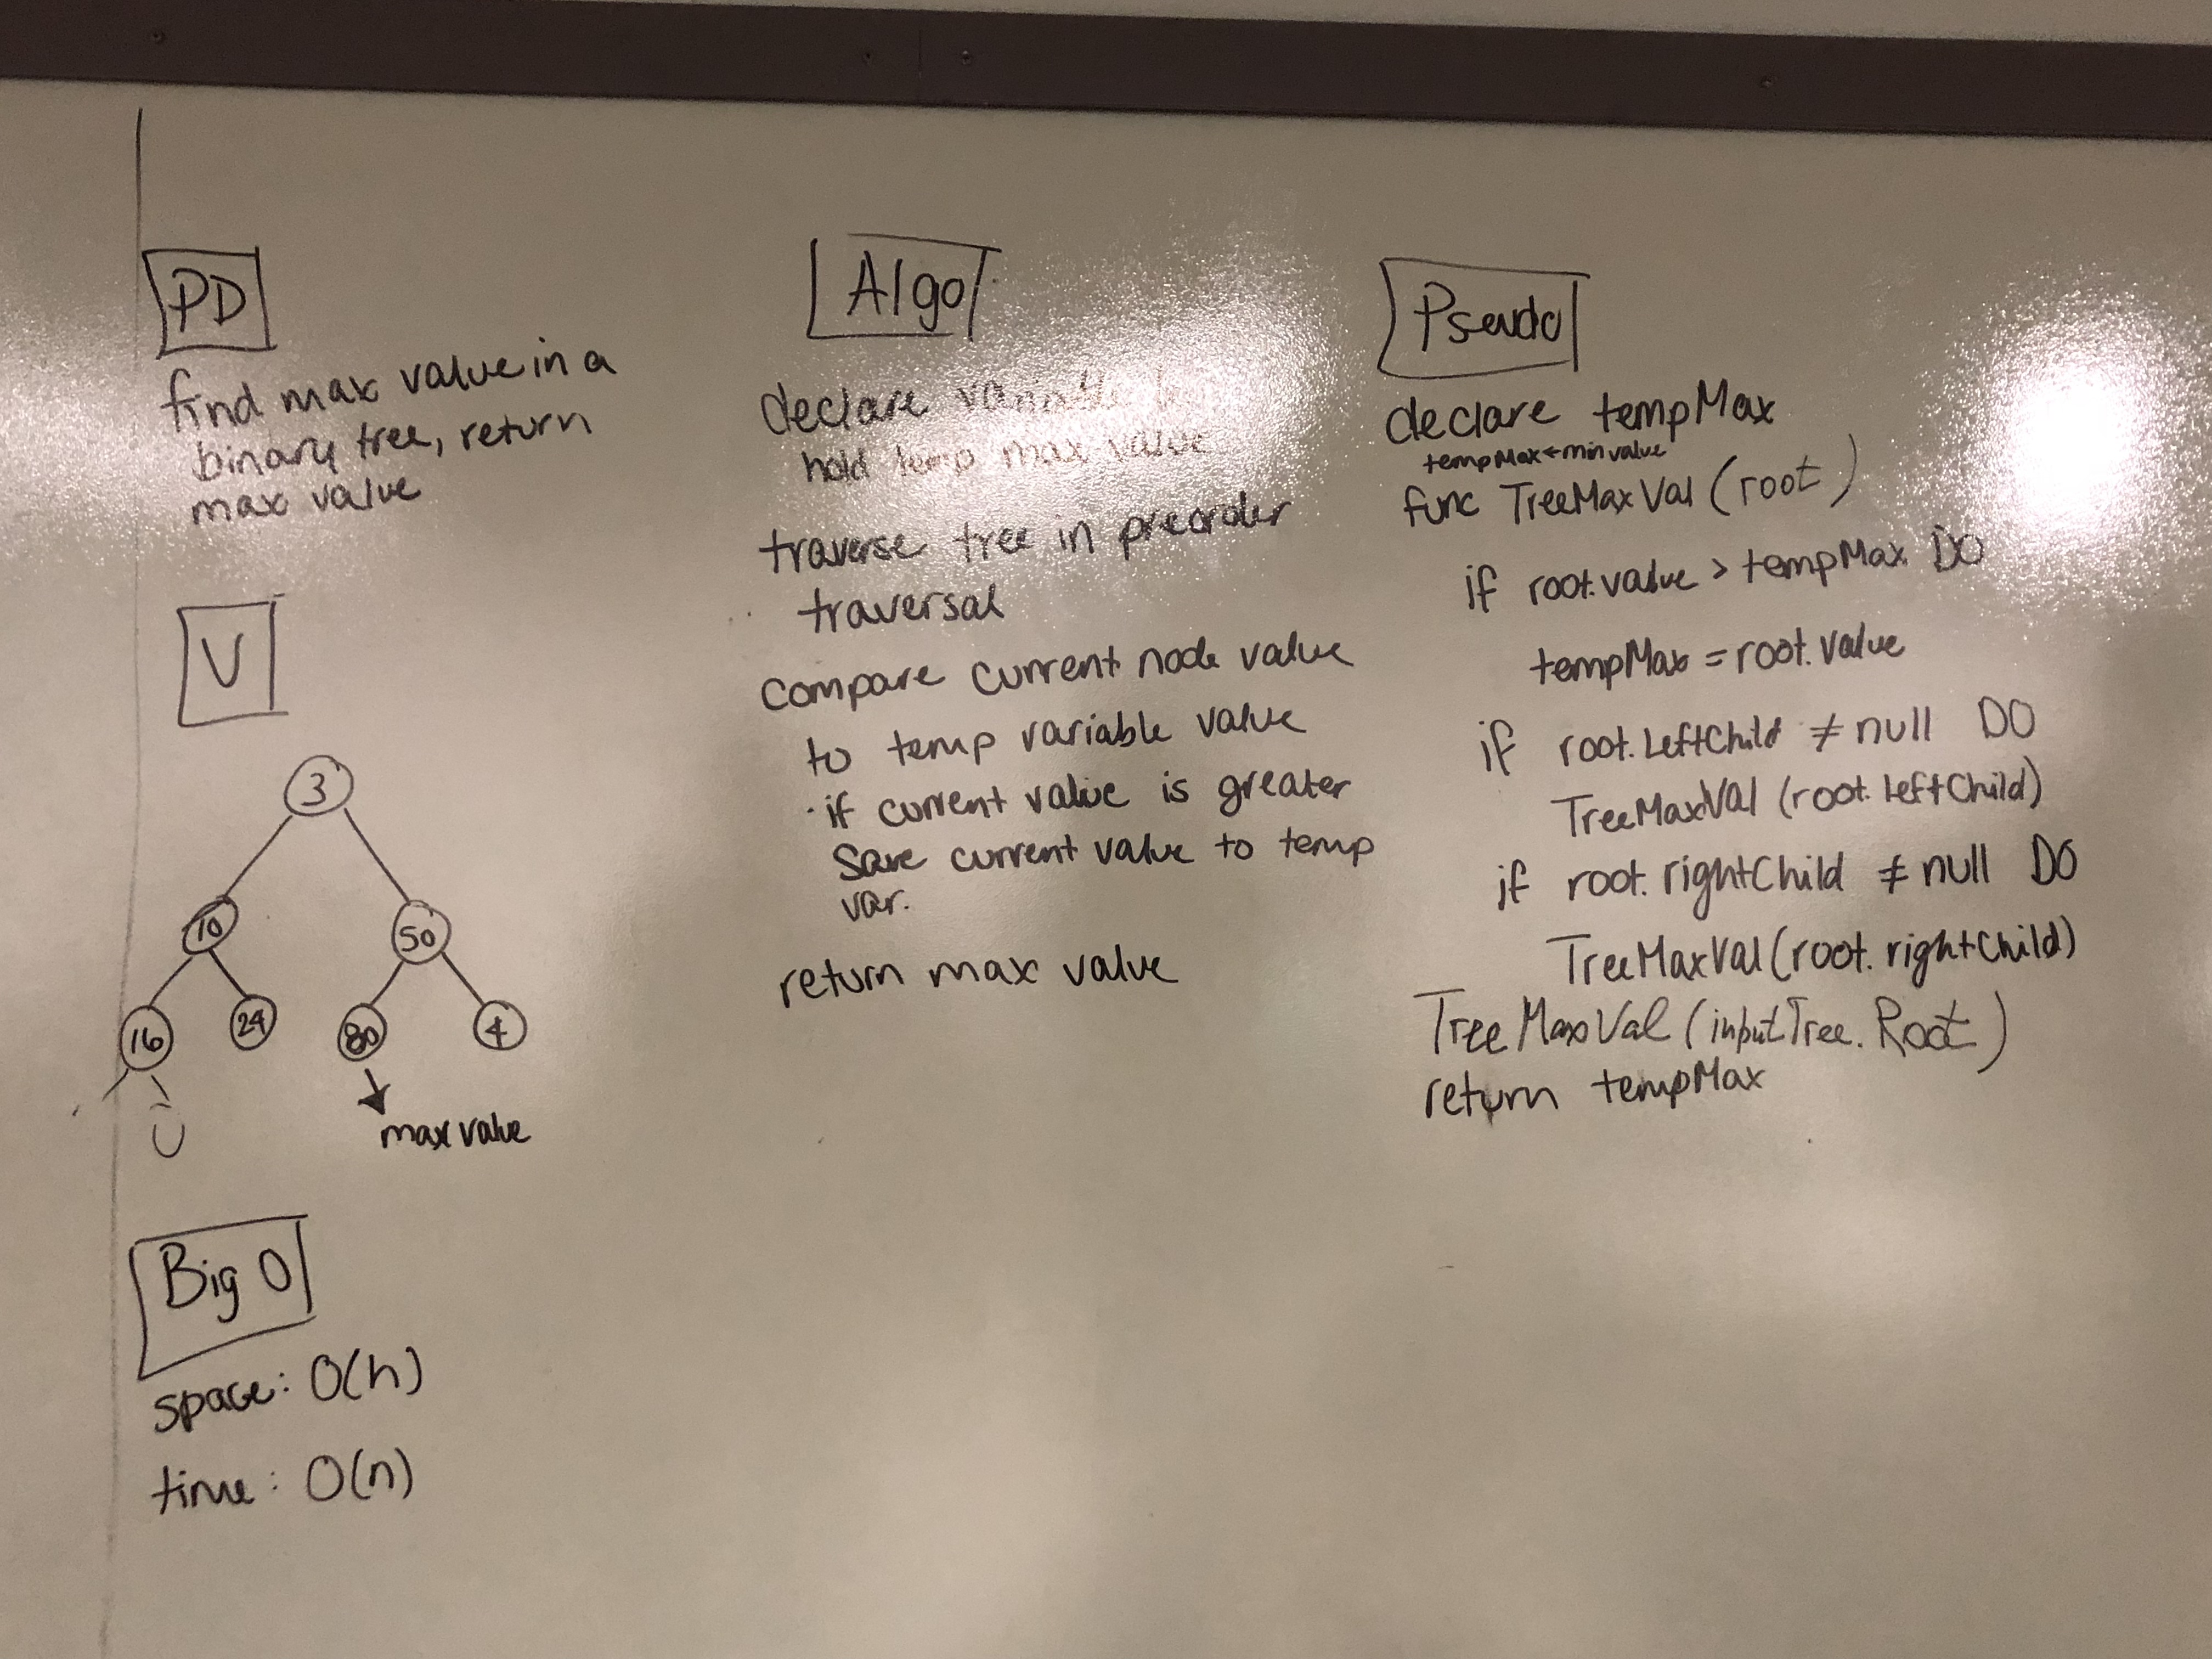 PD
find max value in a
binary tree, return
max value
V
3
10
50
16
24
80
4
max value
Big O
space: O(h)
time: O(n)
Algo
declare variable to
hold temp max value
traverse tree in preorder
traversal
compare current node value
to temp variable value
· if current value is greater
Save current value to temp
var.
return max value
Pseudo
declare tempMax
tempMax ← min value
func TreeMaxVal (root)
if root.value > tempMax DO
tempMax = root.value
if root.LeftChild ≠ null DO
TreeMaxVal (root.LeftChild)
if root.rightChild ≠ null DO
TreeMaxVal (root.rightChild)
TreeMaxVal (inputTree.Root)
return tempMax